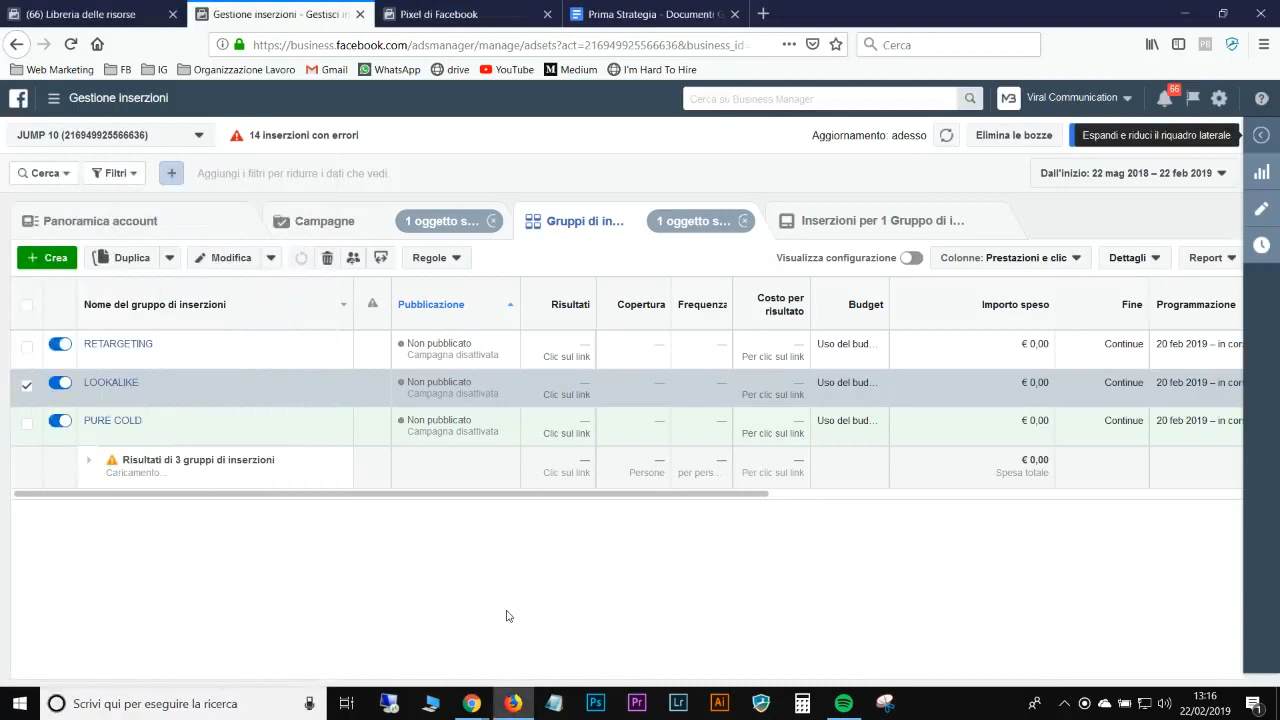 (66) Libreria delle risorse
Gestione inserzioni - Gestisci in
Pixel di Facebook
Prima Strategia - Documenti G
https://business.facebook.com/adsmanager/manage/adsets?act=216949925566636&business_id=
Cerca
Web Marketing
FB
IG
Organizzazione Lavoro
Gmail
WhatsApp
drive
YouTube
Medium
I'm Hard To Hire
Gestione inserzioni
Cerca su Business Manager
Viral Communication
66
JUMP 10 (216949925566636)
14 inserzioni con errori
Aggiornamento: adesso
Elimina le bozze
Espandi e riduci il riquadro laterale
Cerca
Filtri
+
Aggiungi i filtri per ridurre i dati che vedi.
Dall'inizio: 22 mag 2018 – 22 feb 2019
Panoramica account
Campagne
1 oggetto s...
Gruppi di in...
1 oggetto s...
Inserzioni per 1 Gruppo di i...
+ Crea
Duplica
Modifica
Regole
Visualizza configurazione
Colonne: Prestazioni e clic
Dettagli
Report
Nome del gruppo di inserzioni
Pubblicazione
Risultati
Copertura
Frequenza
Costo per risultato
Budget
Importo speso
Fine
Programmazione
RETARGETING
Non pubblicato
Campagna disattivata
—
Clic sul link
—
—
—
Per clic sul link
Uso del bud...
€ 0,00
Continue
20 feb 2019 – in cors
LOOKALIKE
Non pubblicato
Campagna disattivata
—
Clic sul link
—
—
—
Per clic sul link
Uso del bud...
€ 0,00
Continue
20 feb 2019 – in cors
PURE COLD
Non pubblicato
Campagna disattivata
—
Clic sul link
—
—
—
Per clic sul link
Uso del bud...
€ 0,00
Continue
20 feb 2019 – in cors
Risultati di 3 gruppi di inserzioni
Caricamento...
—
Clic sul link
—
Persone
—
per pers...
—
Per clic sul link
€ 0,00
Spesa totale
Scrivi qui per eseguire la ricerca
Ps
Pr
Lr
Ai
13:16
22/02/2019
1